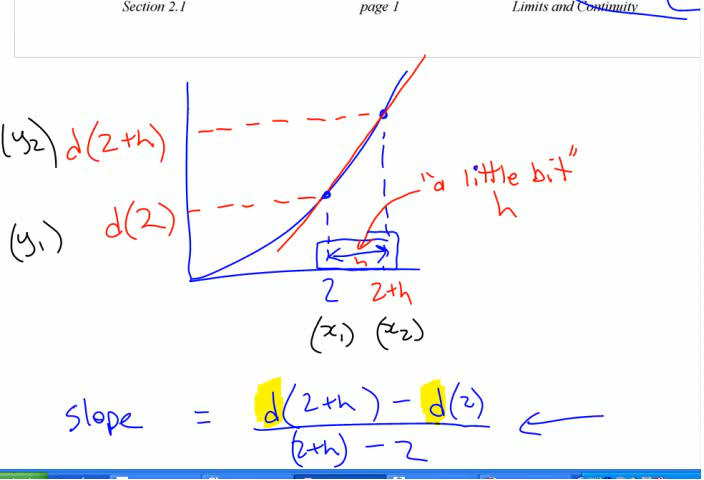 Section 2.1 page 1 Limits and Continuity
(y₂) d(2+h)
"a little bit"
h
(y₁) d(2)
h
2 2+h
(x₁) (x₂)
slope = d(2+h) - d(2)
(2+h) - 2